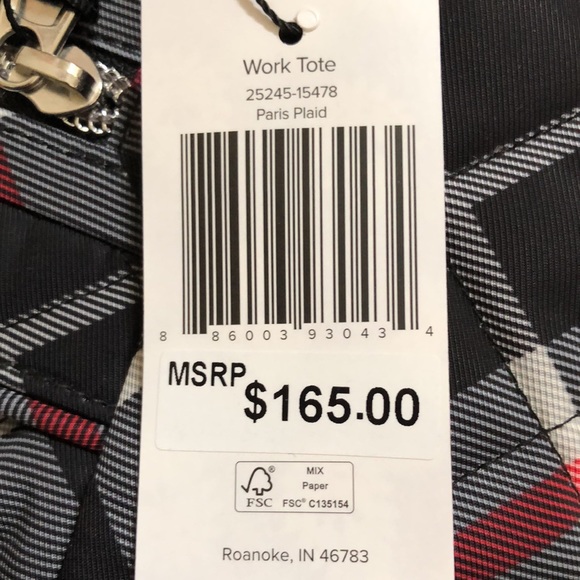 Work Tote
25245-15478
Paris Plaid
8 86003 93043 4
MSRP $165.00
FSC®
MIX
Paper
FSC® C135154
Roanoke, IN 46783